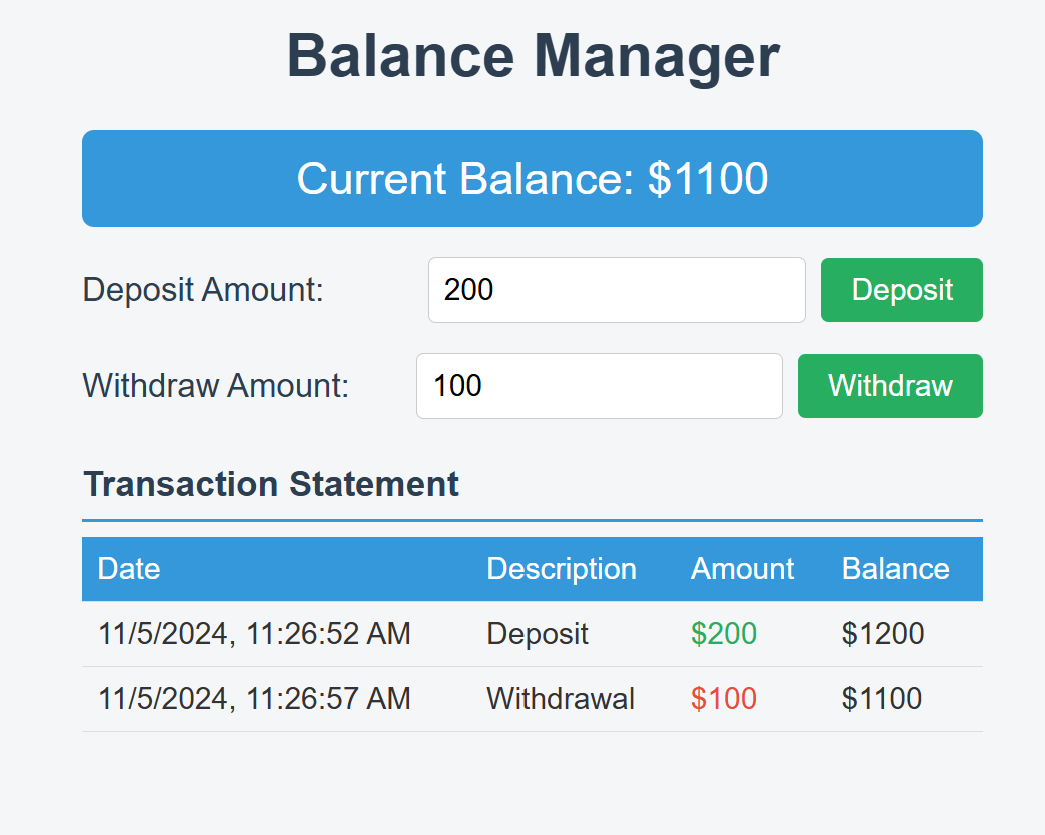 Balance Manager
Current Balance: $1100
Deposit Amount: 200 Deposit
Withdraw Amount: 100 Withdraw
Transaction Statement
Date Description Amount Balance
11/5/2024, 11:26:52 AM Deposit $200 $1200
11/5/2024, 11:26:57 AM Withdrawal $100 $1100